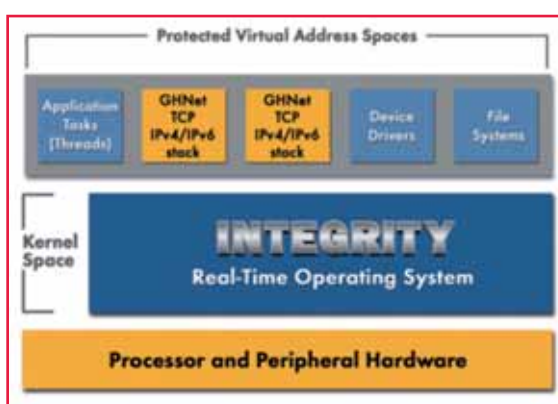 Protected Virtual Address Spaces
Application
Tasks
(Threads)
GHNet
TCP
IPv4/IPv6
stack
GHNet
TCP
IPv4/IPv6
stack
Device
Drivers
File
Systems
Kernel
Space
INTEGRITY
Real-Time Operating System
Processor and Peripheral Hardware